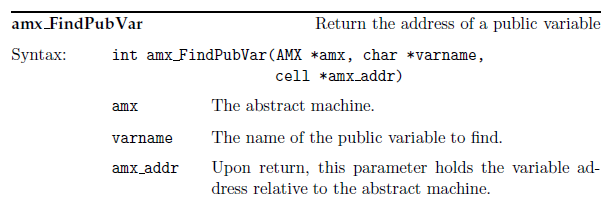 amx_FindPubVar Return the address of a public variable
Syntax: int amx_FindPubVar(AMX *amx, char *varname,
cell *amx_addr)
amx The abstract machine.
varname The name of the public variable to find.
amx_addr Upon return, this parameter holds the variable ad-
dress relative to the abstract machine.